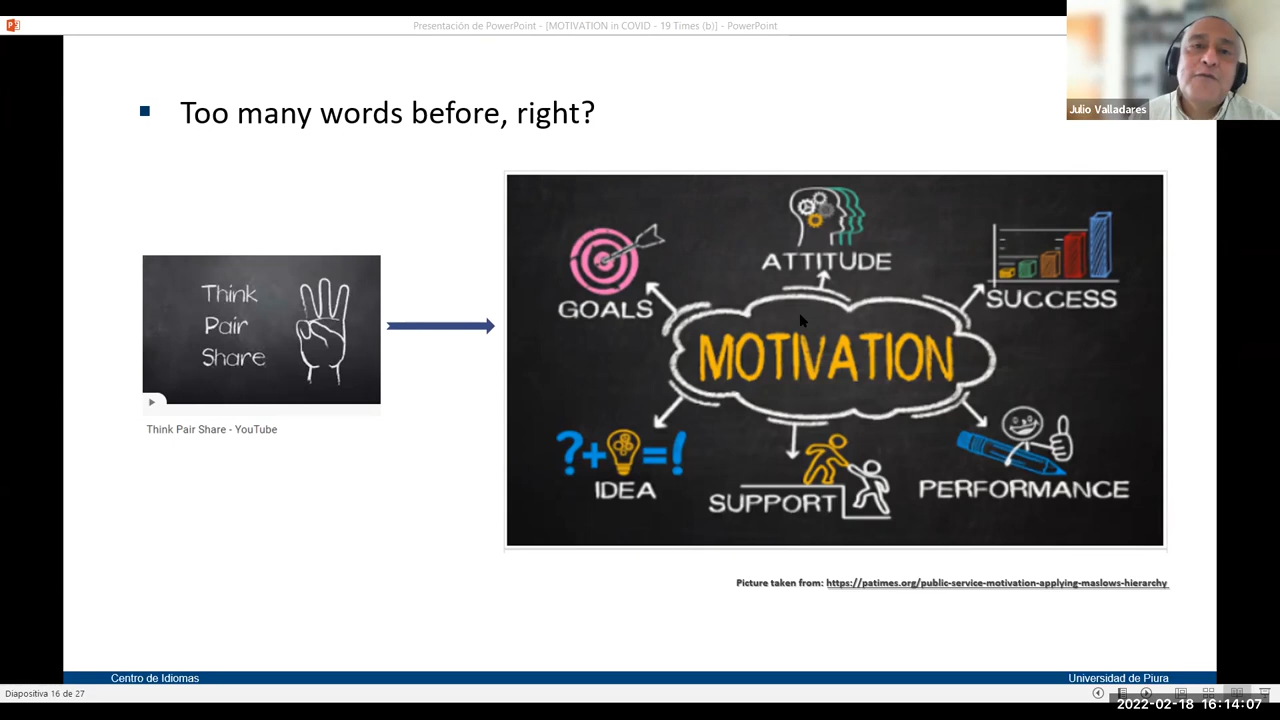 Presentación de PowerPoint - [MOTIVATION in COVID - 19 Times (b)] - PowerPoint
Julio Valladares
▪ Too many words before, right?
Think
Pair
Share
Think Pair Share - YouTube
ATTITUDE
GOALS
SUCCESS
MOTIVATION
?+ = !
IDEA
SUPPORT
PERFORMANCE
Picture taken from: https://patimes.org/public-service-motivation-applying-maslows-hierarchy
Centro de Idiomas
Universidad de Piura
Diapositiva 16 de 27
2022-02-18 16:14:07